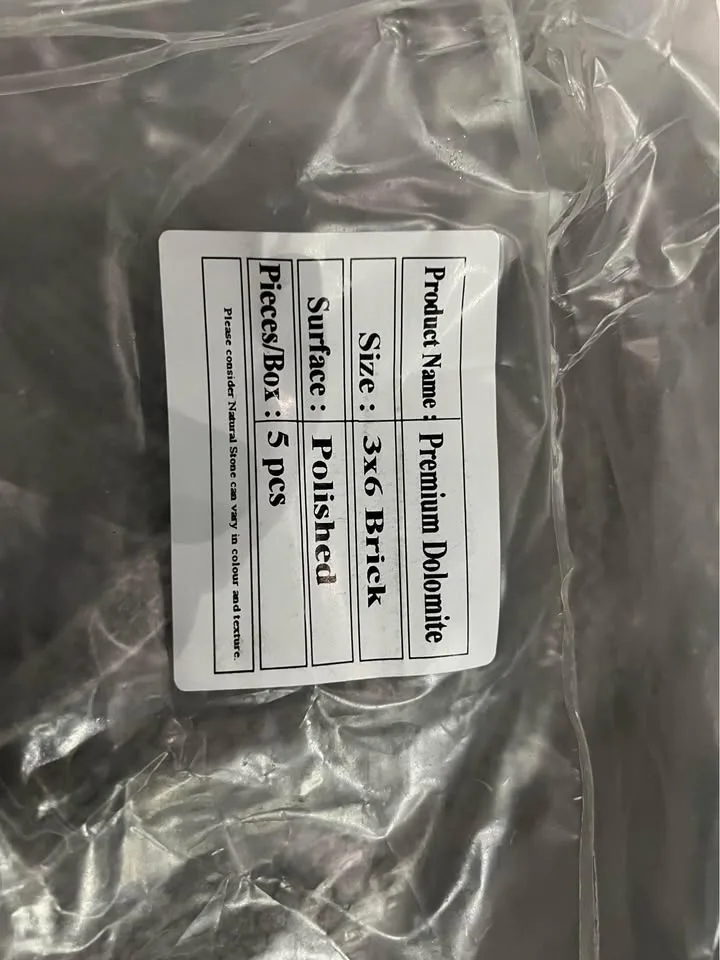 Product Name : Premium Dolomite
Size : 3x6 Brick
Surface : Polished
Pieces/Box : 5 pcs
Please consider Natural Stone can vary in colour and texture.